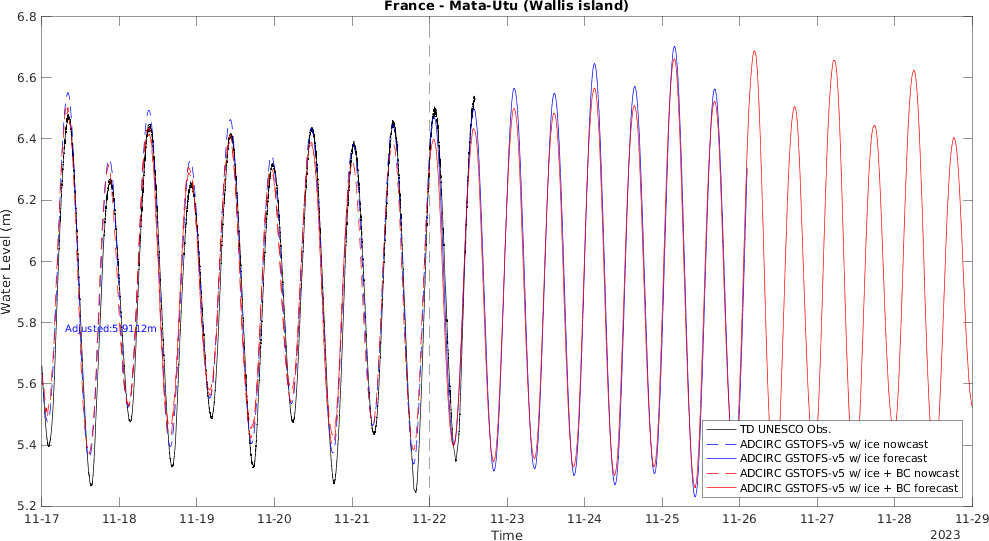 France - Mata-Utu (Wallis island)
Water Level (m)
6.8
6.6
6.4
6.2
6
5.8
5.6
5.4
5.2
Adjusted:5.9112m
TD UNESCO Obs.
ADCIRC GSTOFS-v5 w/ ice nowcast
ADCIRC GSTOFS-v5 w/ ice forecast
ADCIRC GSTOFS-v5 w/ ice + BC nowcast
ADCIRC GSTOFS-v5 w/ ice + BC forecast
11-17 11-18 11-19 11-20 11-21 11-22 11-23 11-24 11-25 11-26 11-27 11-28 11-29
Time
2023